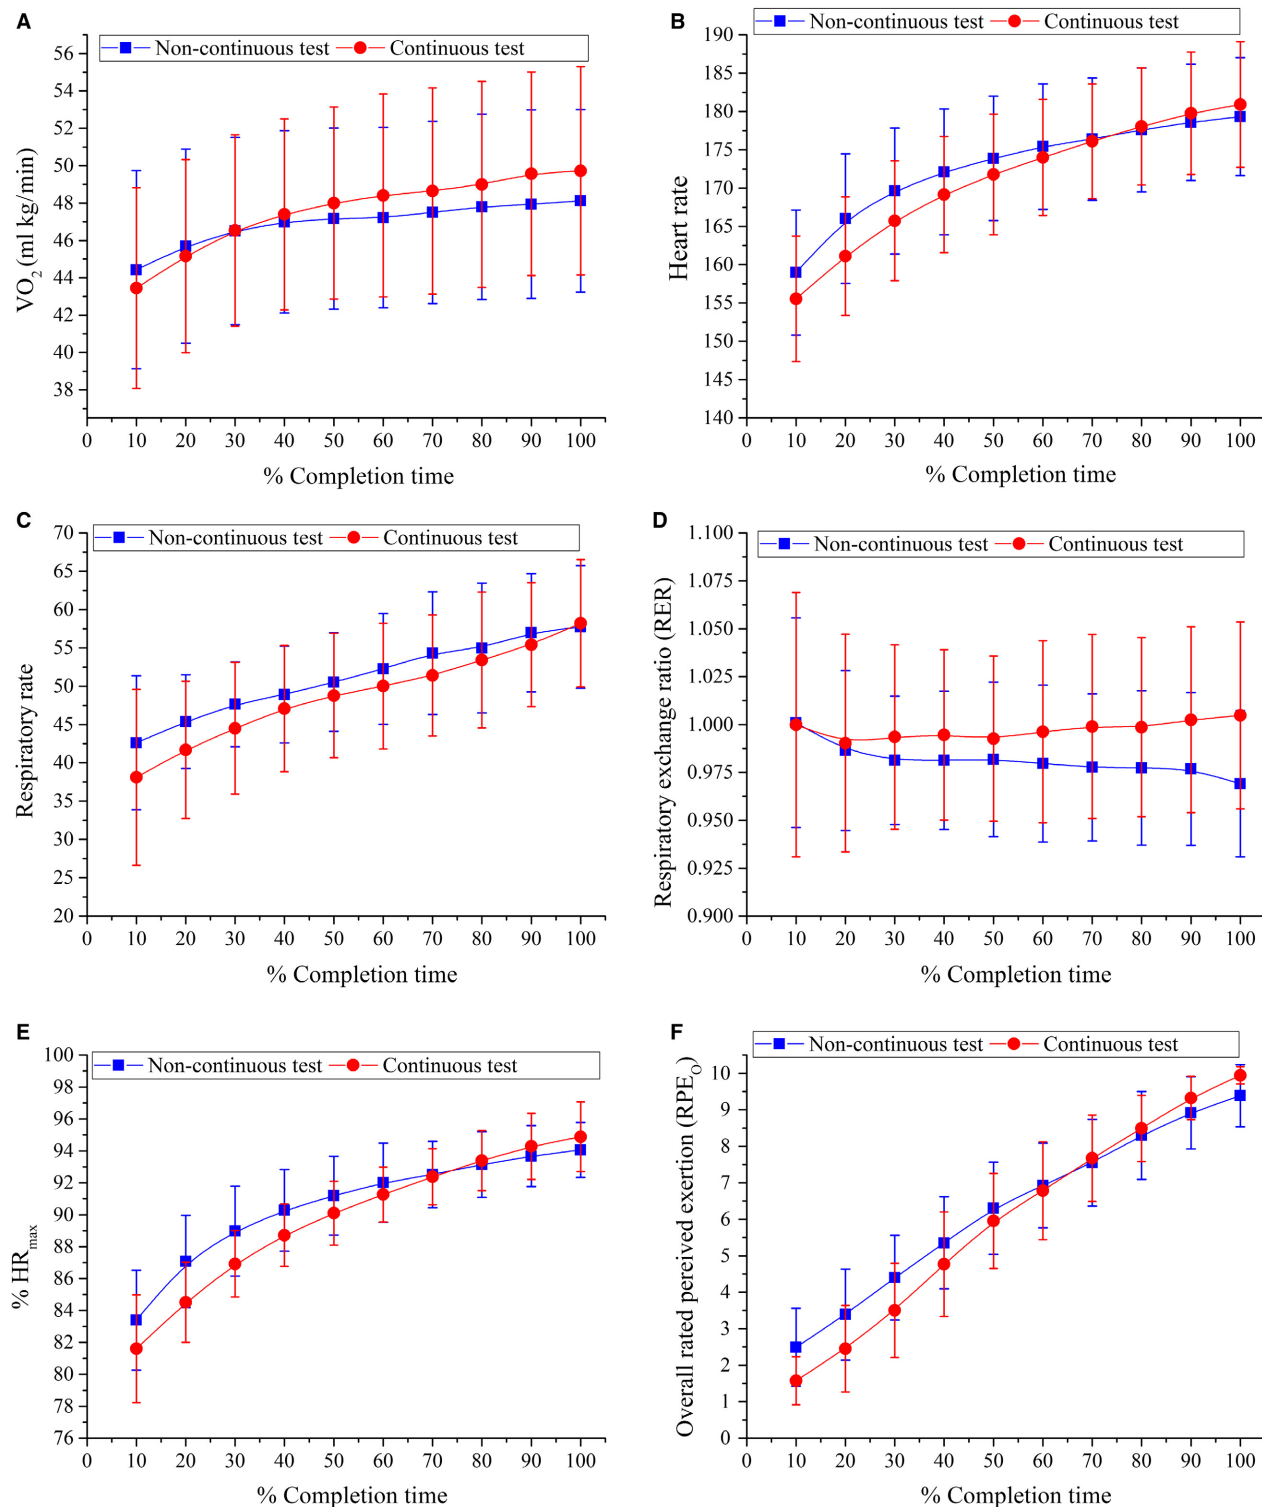 A
Non-continuous test Continuous test
56
54
52
50
48
46
44
42
40
38
VO2 (ml kg/min)
0 10 20 30 40 50 60 70 80 90 100
% Completion time
B
Non-continuous test Continuous test
190
185
180
175
170
165
160
155
150
145
140
Heart rate
0 10 20 30 40 50 60 70 80 90 100
% Completion time
C
Non-continuous test Continuous test
70
65
60
55
50
45
40
35
30
25
20
Respiratory rate
0 10 20 30 40 50 60 70 80 90 100
% Completion time
D
Non-continuous test Continuous test
1.100
1.075
1.050
1.025
1.000
0.975
0.950
0.925
0.900
Respiratory exchange ratio (RER)
0 10 20 30 40 50 60 70 80 90 100
% Completion time
E
Non-continuous test Continuous test
100
98
96
94
92
90
88
86
84
82
80
78
76
% HRmax
0 10 20 30 40 50 60 70 80 90 100
% Completion time
F
Non-continuous test Continuous test
10
9
8
7
6
5
4
3
2
1
0
Overall rated pereived exertion (RPEO)
0 10 20 30 40 50 60 70 80 90 100
% Completion time